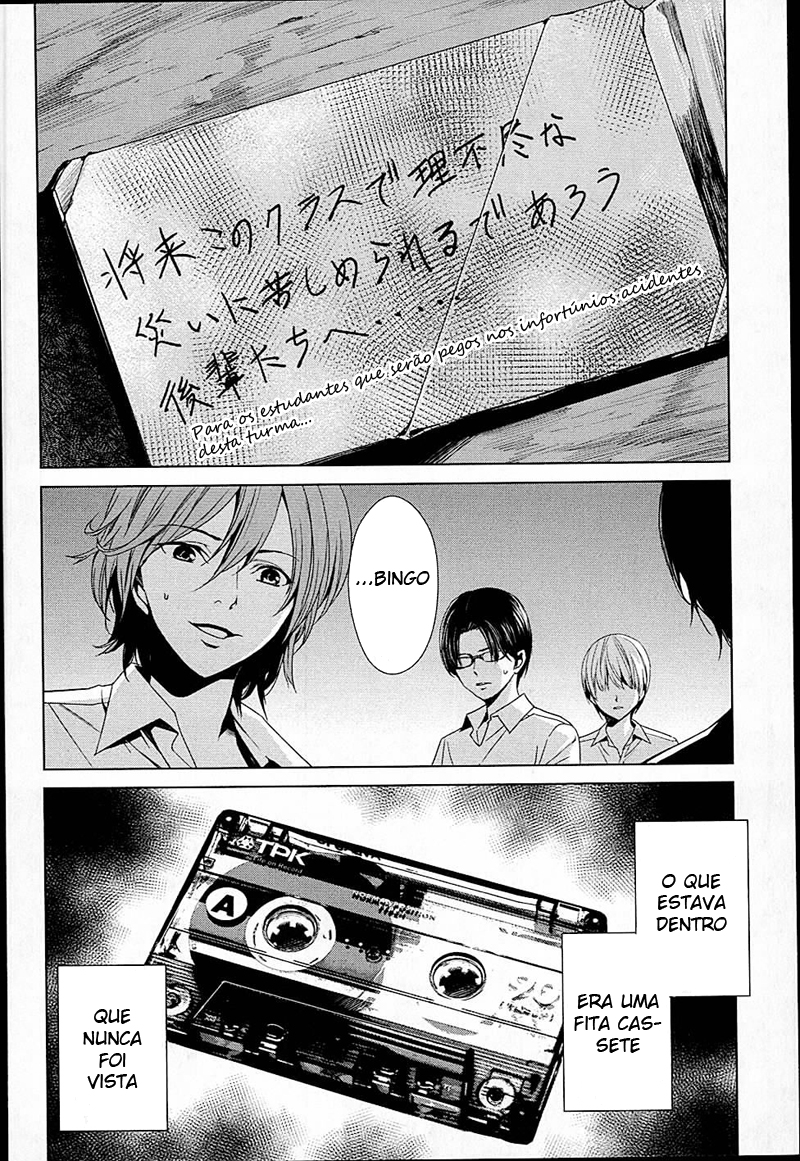 将来このクラスで理不尽な
災いに苦しめられるであろう
後輩たちへ・・・・・
Para os estudantes que serão pegos nos infortúnios acidentes
desta turma...
...BINGO
O QUE
ESTAVA
DENTRO
ERA UMA
FITA CAS-
SETE
TPK
A
QUE
NUNCA
FOI
VISTA